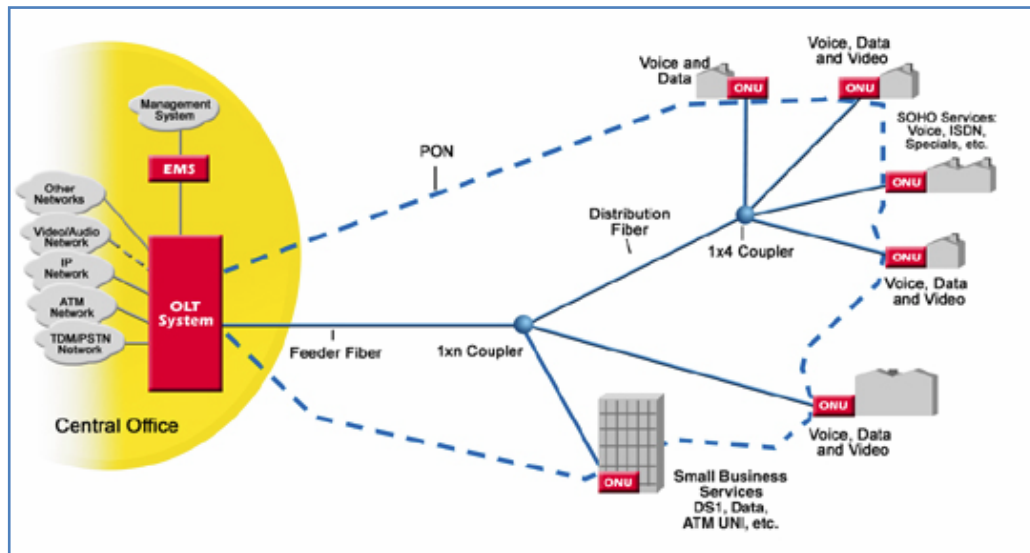 Management
System
EMS
Other
Networks
Video/Audio
Network
IP
Network
ATM
Network
TDM/PSTN
Network
OLT
System
Central Office
PON
Feeder Fiber
1xn Coupler
Distribution
Fiber
1x4 Coupler
Voice and
Data
ONU
Voice, Data
and Video
ONU
SOHO Services:
Voice, ISDN,
Specials, etc.
ONU
ONU
Voice, Data
and Video
ONU
Voice, Data
and Video
ONU
Small Business
Services
DS1, Data,
ATM UNI, etc.